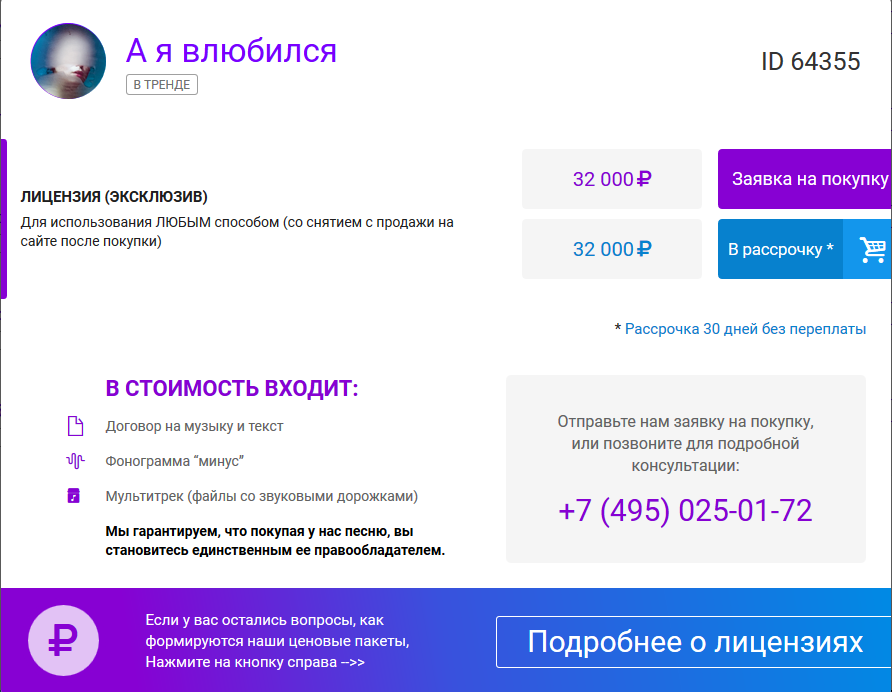 А я влюбился
В ТРЕНДЕ
ID 64355
ЛИЦЕНЗИЯ (ЭКСКЛЮЗИВ)
Для использования ЛЮБЫМ способом (со снятием с продажи на
сайте после покупки)
32 000₽
Заявка на покупку
32 000₽
В рассрочку *
* Рассрочка 30 дней без переплаты
В СТОИМОСТЬ ВХОДИТ:
Договор на музыку и текст
Фонограмма “минус”
Мультитрек (файлы со звуковыми дорожками)
Мы гарантируем, что покупая у нас песню, вы
становитесь единственным ее правообладателем.
Отправьте нам заявку на покупку,
или позвоните для подробной
консультации:
+7 (495) 025-01-72
₽
Если у вас остались вопросы, как
формируются наши ценовые пакеты,
Нажмите на кнопку справа –>>
Подробнее о лицензиях